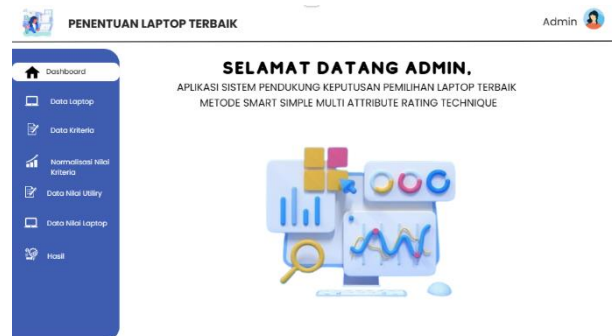 PENENTUAN LAPTOP TERBAIK
Admin
Dashboard
Data Laptop
Data Kriteria
Normalisasi Nilai
Kriteria
Data Nilai Utiliry
Data Nilai Laptop
Hasil
SELAMAT DATANG ADMIN,
APLIKASI SISTEM PENDUKUNG KEPUTUSAN PEMILIHAN LAPTOP TERBAIK
METODE SMART SIMPLE MULTI ATTRIBUTE RATING TECHNIQUE